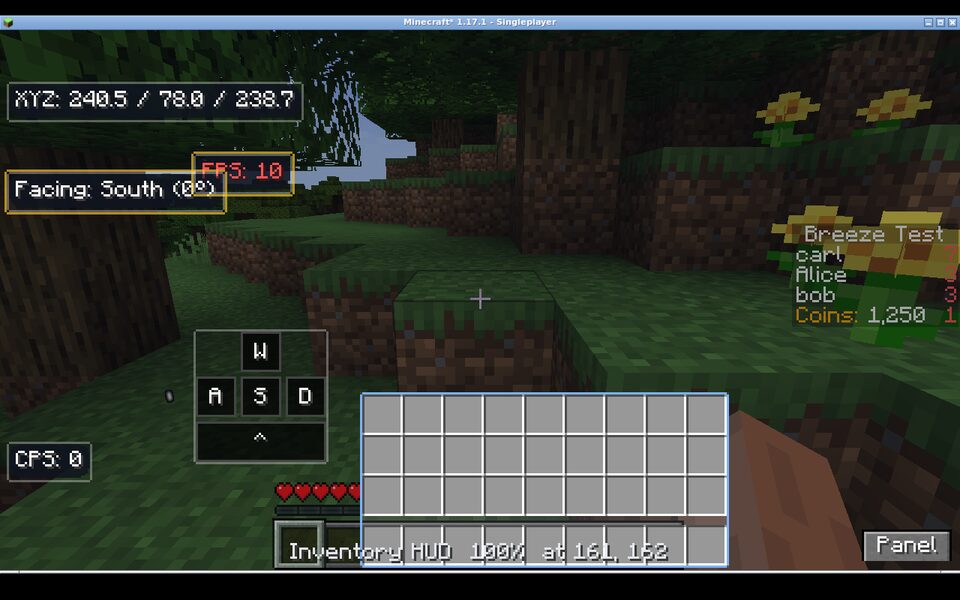 Minecraft* 1.17.1 - Singleplayer
XYZ: 240.5 / 78.0 / 238.7
FPS: 10
Facing: South (0°)
Breeze Test
carl
Alice
bob 3
Coins: 1,250 1
W
A S D
^
CPS: 0
Inventory HUD 100% at 161, 162
Panel